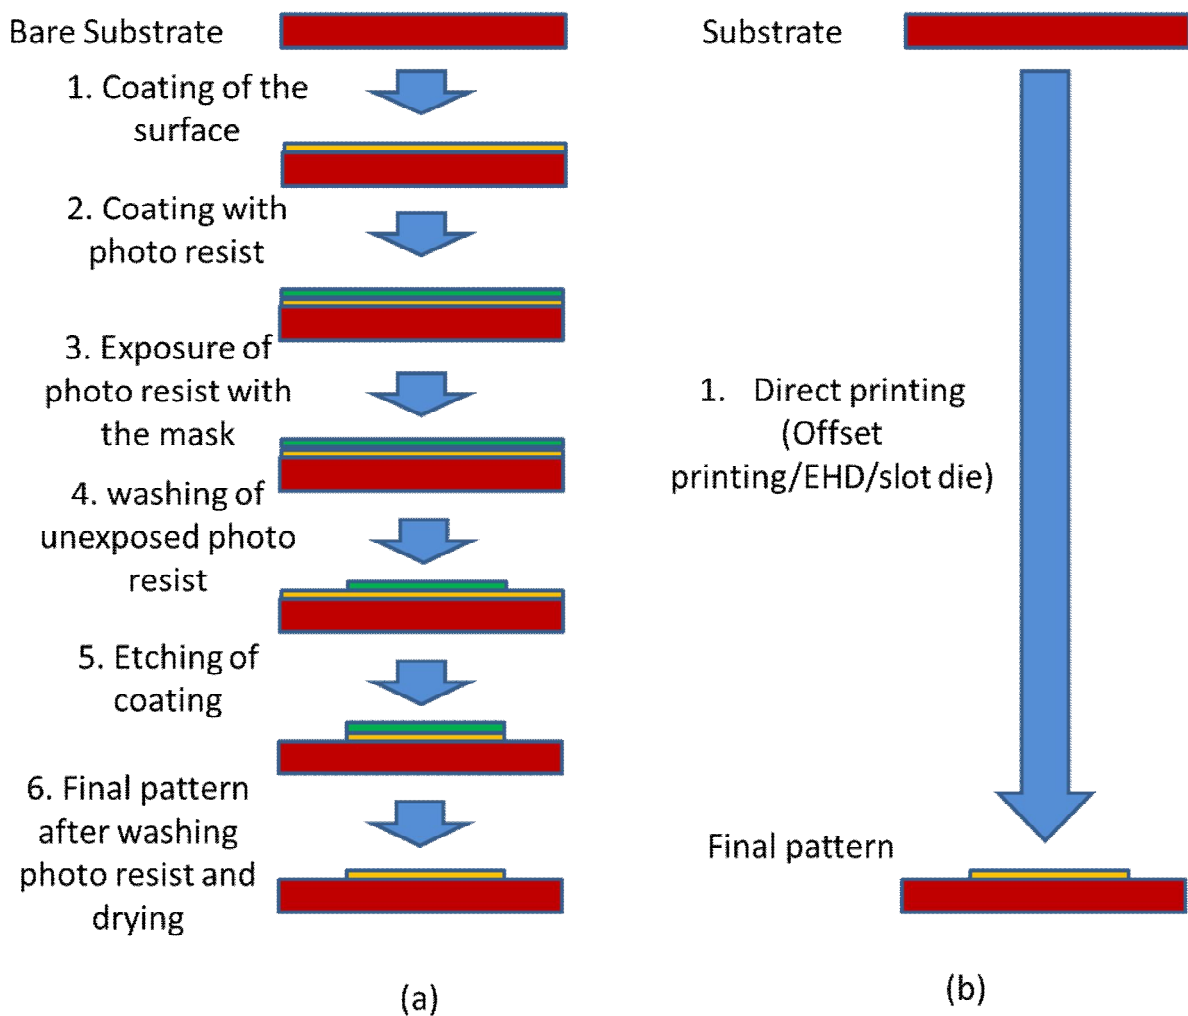 Bare Substrate
1. Coating of the
surface
2. Coating with
photo resist
3. Exposure of
photo resist with
the mask
4. washing of
unexposed photo
resist
5. Etching of
coating
6. Final pattern
after washing
photo resist and
drying
(a)
Substrate
1. Direct printing
(Offset
printing/EHD/slot die)
Final pattern
(b)